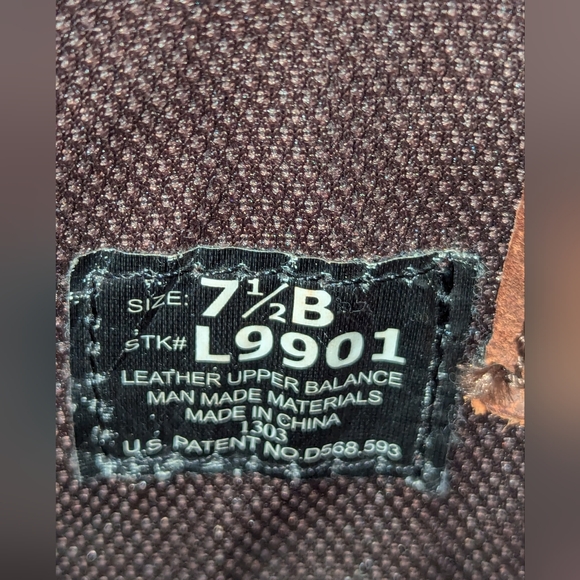 SIZE: 7½B
STK# L9901
LEATHER UPPER BALANCE
MAN MADE MATERIALS
MADE IN CHINA
1303
U.S. PATENT NO.D568.593